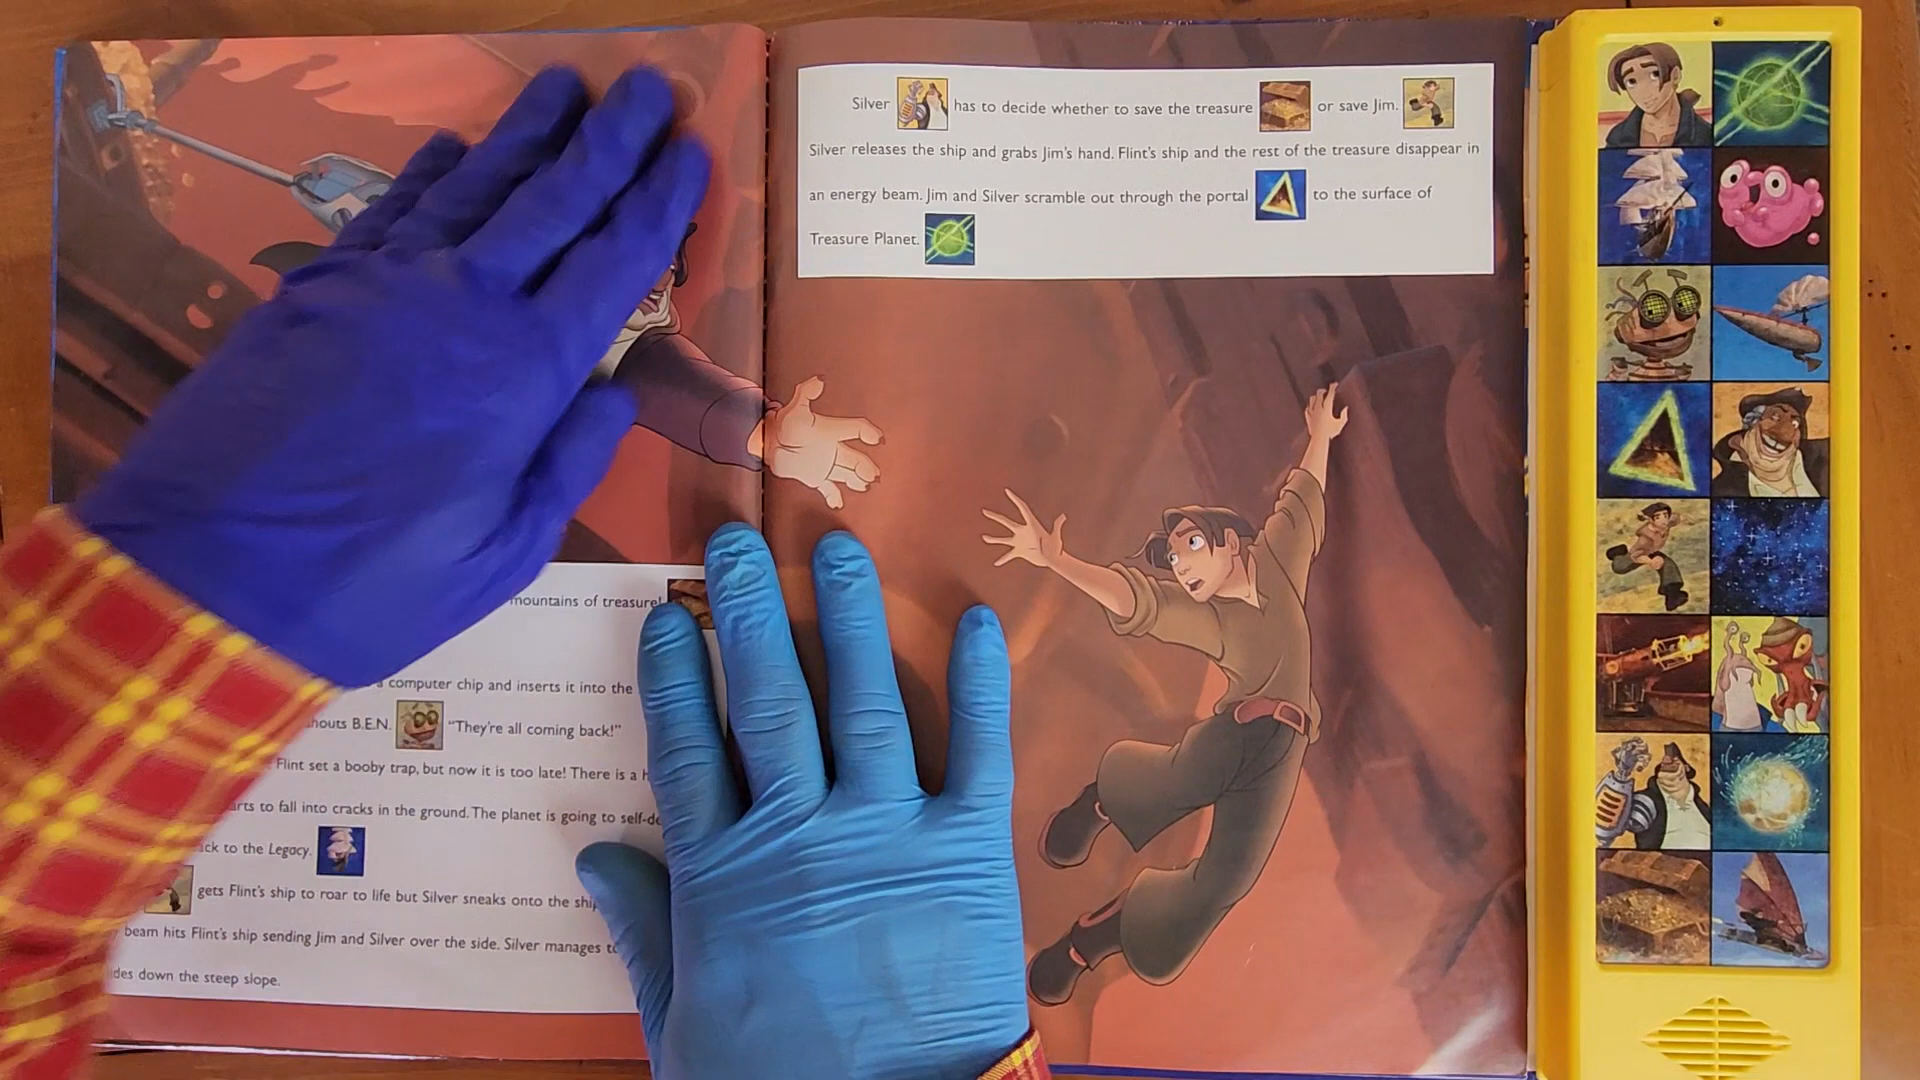 mountains of treasure!
a computer chip and inserts it into the
shouts B.E.N. "They're all coming back!"
Flint set a booby trap, but now it is too late! There is a
to fall into cracks in the ground. The planet is going to
to the Legacy.
gets Flint's ship to roar to life but Silver sneaks onto the
beam hits Flint's ship sending Jim and Silver over the side. Silver manages
down the steep slope.
Silver has to decide whether to save the treasure or save Jim.
Silver releases the ship and grabs Jim's hand. Flint's ship and the rest of the treasure disappear in
an energy beam. Jim and Silver scramble out through the portal to the surface of
Treasure Planet.